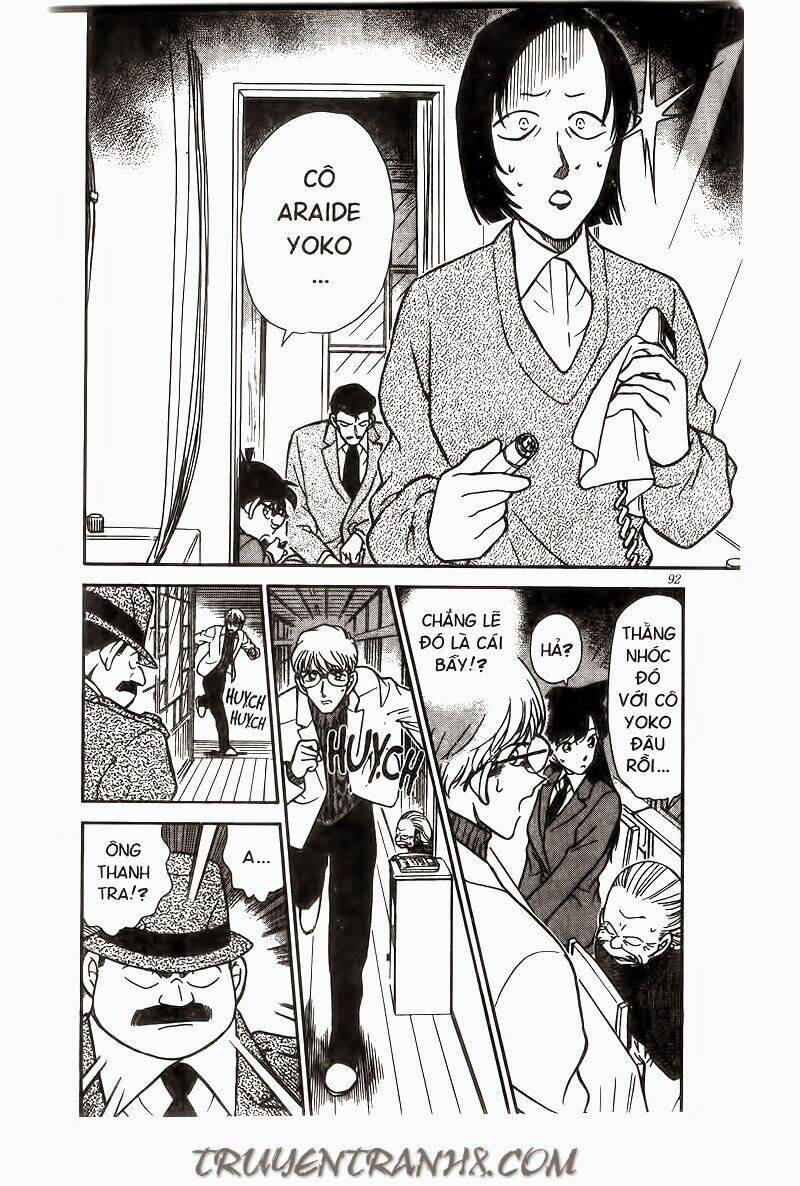 CÔ
ARAIDE
YOKO
...
92
THẰNG
NHÓC
ĐÓ
VỚI CÔ
YOKO
ĐÂU
RỒI...
HẢ?
CHẲNG LẼ
ĐÓ LÀ CÁI
BẪY!?
HUỴCH
HUỴCH
HUỴCH
A...
ÔNG
THANH
TRA!?
TRUYENTRANH8.COM